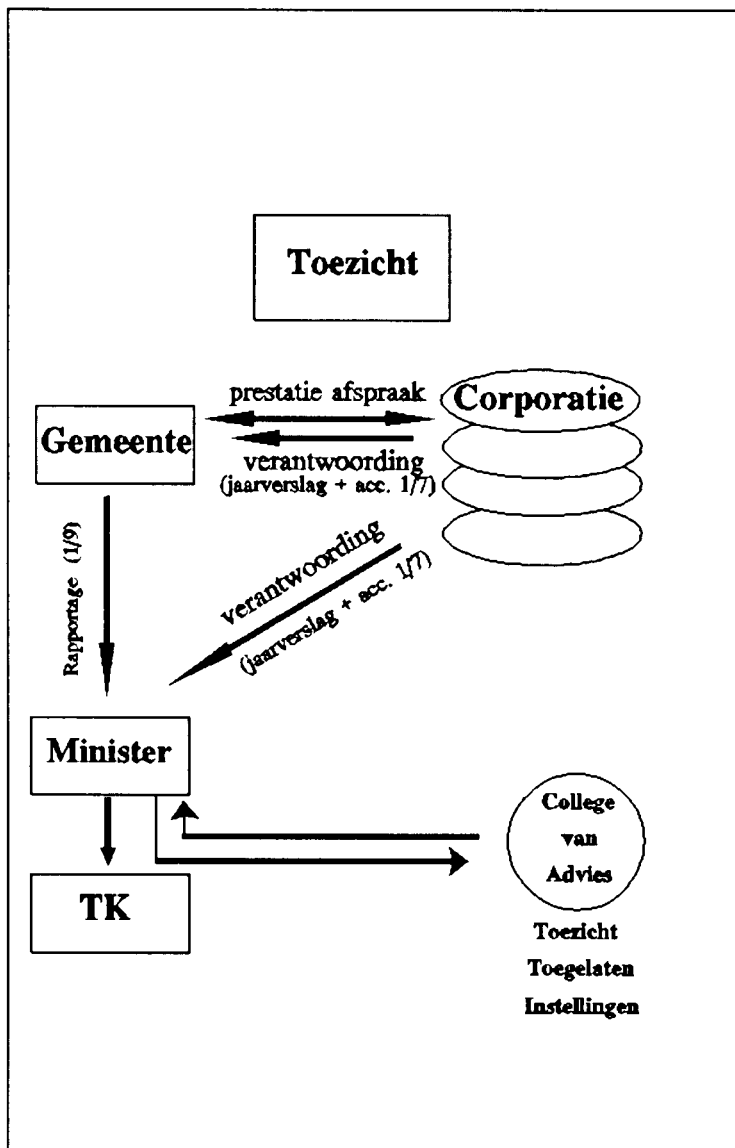 Toezicht
prestatie afspraak
Corporatie
Gemeente
verantwoording
(jaarverslag + acc. 1/7)
Rapportage (1/9)
verantwoording
(jaarverslag + acc. 1/7)
Minister
TK
College
van
Advies
Toezicht
Toegelaten
Instellingen